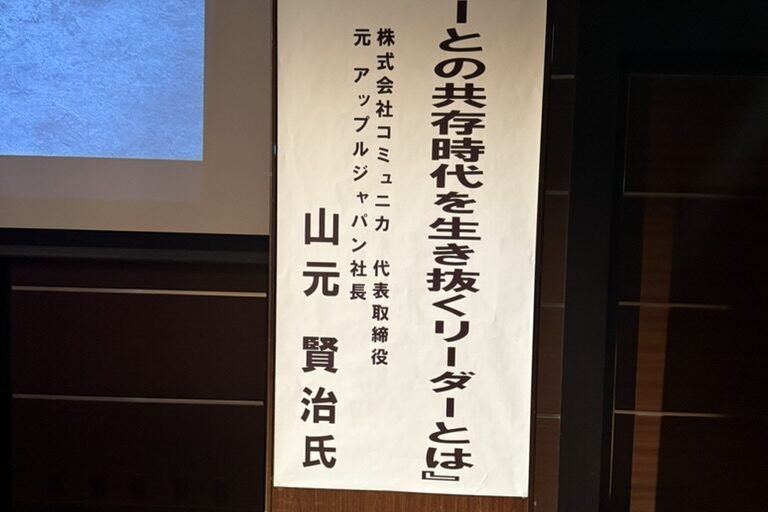 ーとの共存時代を生き抜くリーダーとは』
株式会社コミュニカ 代表取締役
元 アップルジャパン社長
山元 賢治氏